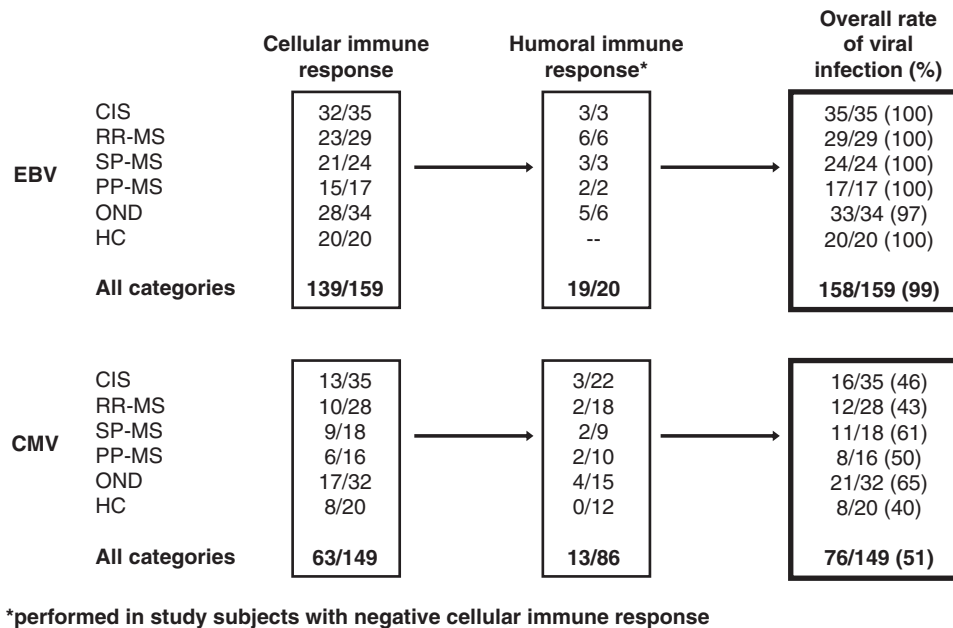 Cellular immune response Humoral immune response* Overall rate of viral infection (%)
EBV
CIS 32/35 3/3 35/35 (100)
RR-MS 23/29 6/6 29/29 (100)
SP-MS 21/24 3/3 24/24 (100)
PP-MS 15/17 2/2 17/17 (100)
OND 28/34 5/6 33/34 (97)
HC 20/20 -- 20/20 (100)
All categories 139/159 19/20 158/159 (99)
CMV
CIS 13/35 3/22 16/35 (46)
RR-MS 10/28 2/18 12/28 (43)
SP-MS 9/18 2/9 11/18 (61)
PP-MS 6/16 2/10 8/16 (50)
OND 17/32 4/15 21/32 (65)
HC 8/20 0/12 8/20 (40)
All categories 63/149 13/86 76/149 (51)
*performed in study subjects with negative cellular immune response